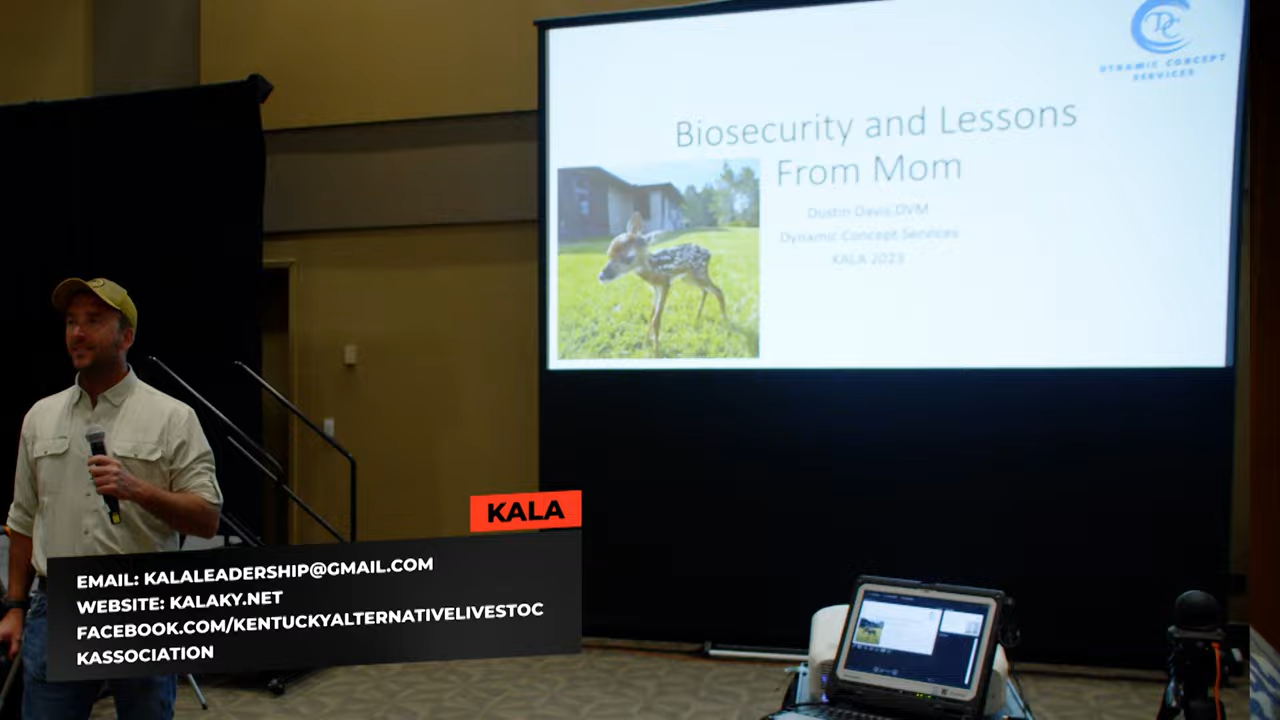 DC
DYNAMIC CONCEPT
SERVICES
Biosecurity and Lessons
From Mom
Dustin Davis DVM
Dynamic Concept Services
KALA 2023
KALA
EMAIL: KALALEADERSHIP@GMAIL.COM
WEBSITE: KALAKY.NET
FACEBOOK.COM/KENTUCKYALTERNATIVELIVESTOC
KASSOCIATION